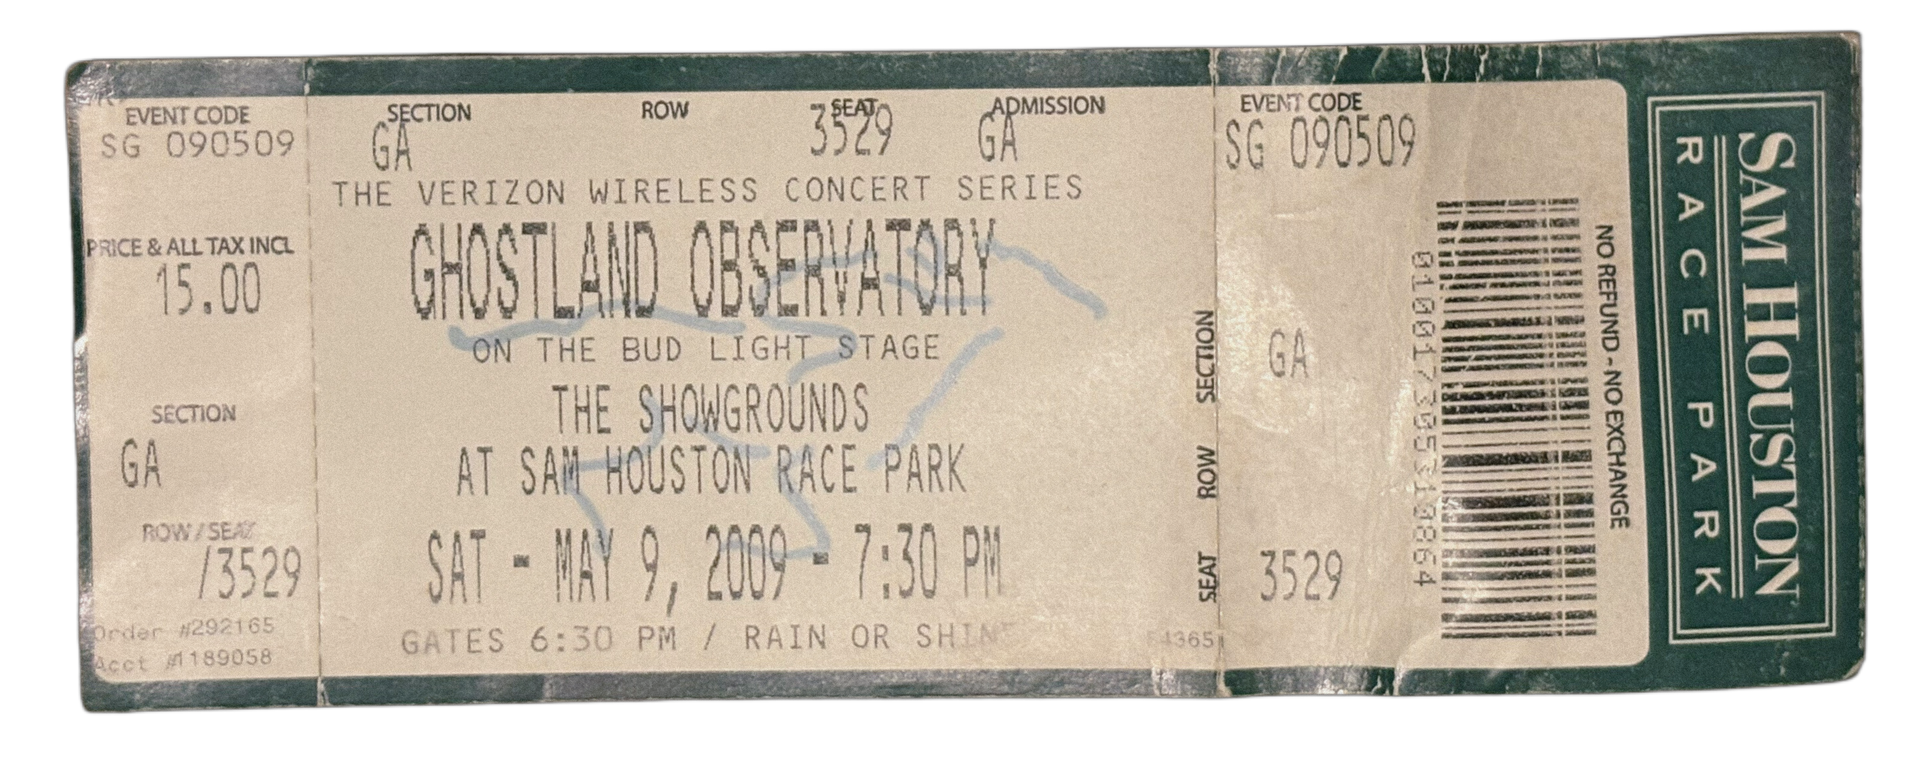 EVENT CODE
SG 090509
PRICE & ALL TAX INCL
15.00
SECTION
GA
ROW / SEAT
/3529
Order #292165
Acct #1189058
SECTION ROW SEAT ADMISSION
GA 3529 GA
THE VERIZON WIRELESS CONCERT SERIES
GHOSTLAND OBSERVATORY
ON THE BUD LIGHT STAGE
THE SHOWGROUNDS
AT SAM HOUSTON RACE PARK
SAT - MAY 9, 2009 - 7:30 PM
GATES 6:30 PM / RAIN OR SHINE
EVENT CODE
SG 090509
SECTION
GA
ROW
SEAT
3529
NO REFUND - NO EXCHANGE
SAM HOUSTON
RACE PARK